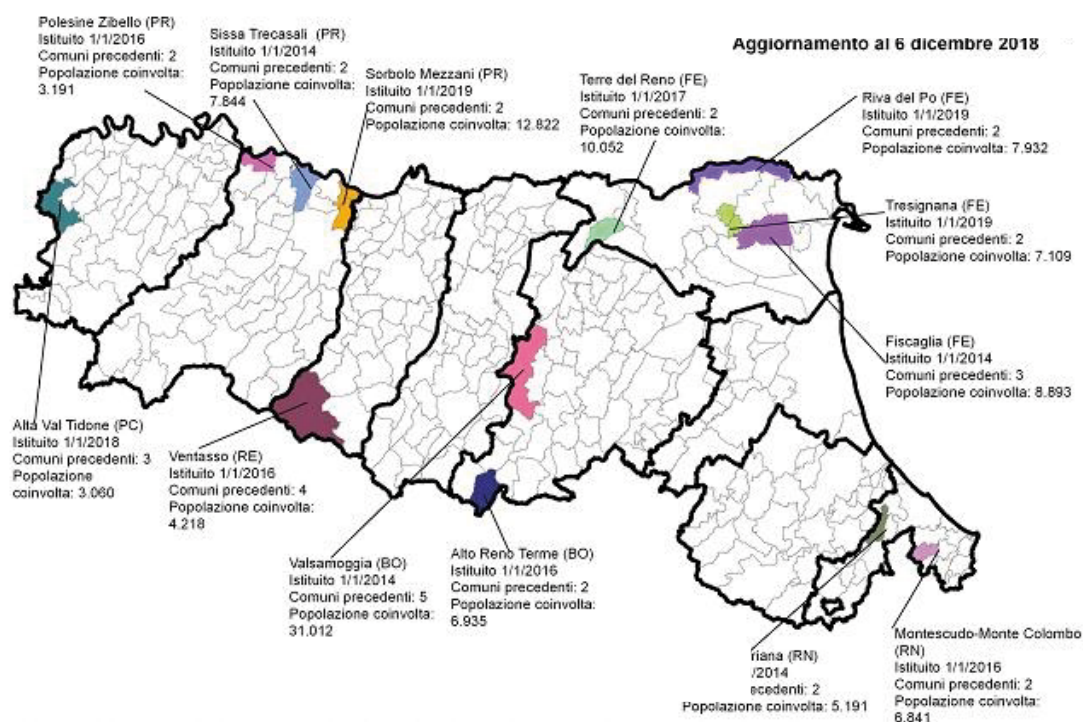 Aggiornamento al 6 dicembre 2018
Polesine Zibello (PR)
Istituito 1/1/2016
Comuni precedenti: 2
Popolazione coinvolta:
3.191
Sissa Trecasali (PR)
Istituito 1/1/2014
Comuni precedenti: 2
Popolazione coinvolta:
7.844
Sorbolo Mezzani (PR)
Istituito 1/1/2019
Comuni precedenti: 2
Popolazione coinvolta: 12.822
Terre del Reno (FE)
Istituito 1/1/2017
Comuni precedenti: 2
Popolazione coinvolta:
10.052
Riva del Po (FE)
Istituito 1/1/2019
Comuni precedenti: 2
Popolazione coinvolta: 7.932
Tresignana (FE)
Istituito 1/1/2019
Comuni precedenti: 2
Popolazione coinvolta: 7.109
Fiscaglia (FE)
Istituito 1/1/2014
Comuni precedenti: 3
Popolazione coinvolta: 8.893
Alta Val Tidone (PC)
Istituito 1/1/2018
Comuni precedenti: 3
Popolazione
coinvolta: 3.060
Ventasso (RE)
Istituito 1/1/2016
Comuni precedenti: 4
Popolazione coinvolta:
4.218
Valsamoggia (BO)
Istituito 1/1/2014
Comuni precedenti: 5
Popolazione coinvolta:
31.012
Alto Reno Terme (BO)
Istituito 1/1/2016
Comuni precedenti: 2
Popolazione coinvolta:
6.935
riana (RN)
/2014
ecedenti: 2
Popolazione coinvolta: 5.191
Montescudo-Monte Colombo
(RN)
Istituito 1/1/2016
Comuni precedenti: 2
Popolazione coinvolta:
6.841